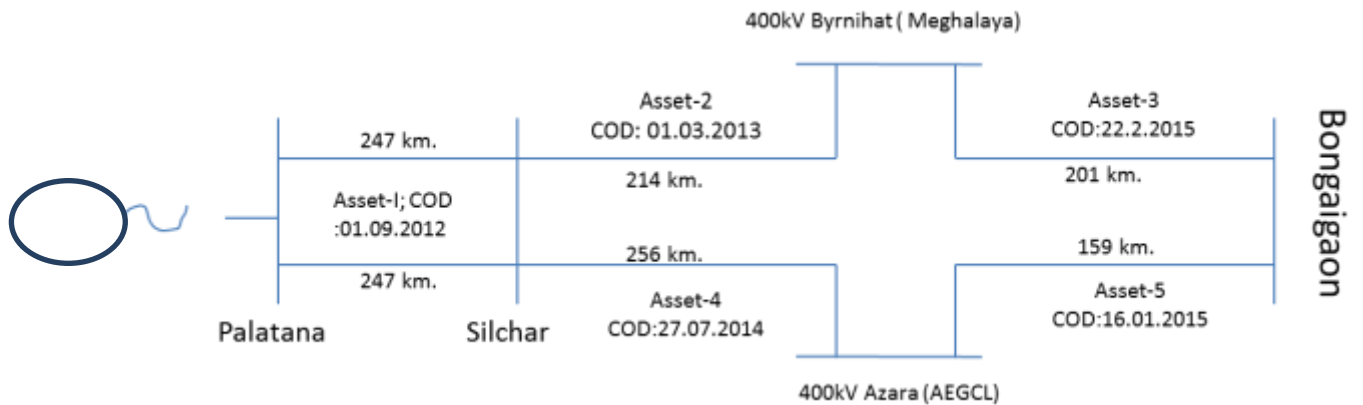 400kV Byrnihat ( Meghalaya)
Asset-2
COD: 01.03.2013
Asset-3
COD:22.2.2015
247 km.
214 km.
201 km.
Asset-I; COD
:01.09.2012
256 km.
159 km.
247 km.
Asset-4
COD:27.07.2014
Asset-5
COD:16.01.2015
Palatana
Silchar
Bongaigaon
400kV Azara (AEGCL)